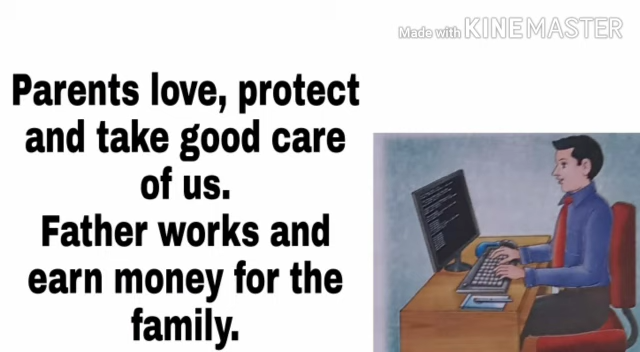 Made with KINEMASTER
Parents love, protect
and take good care
of us.
Father works and
earn money for the
family.